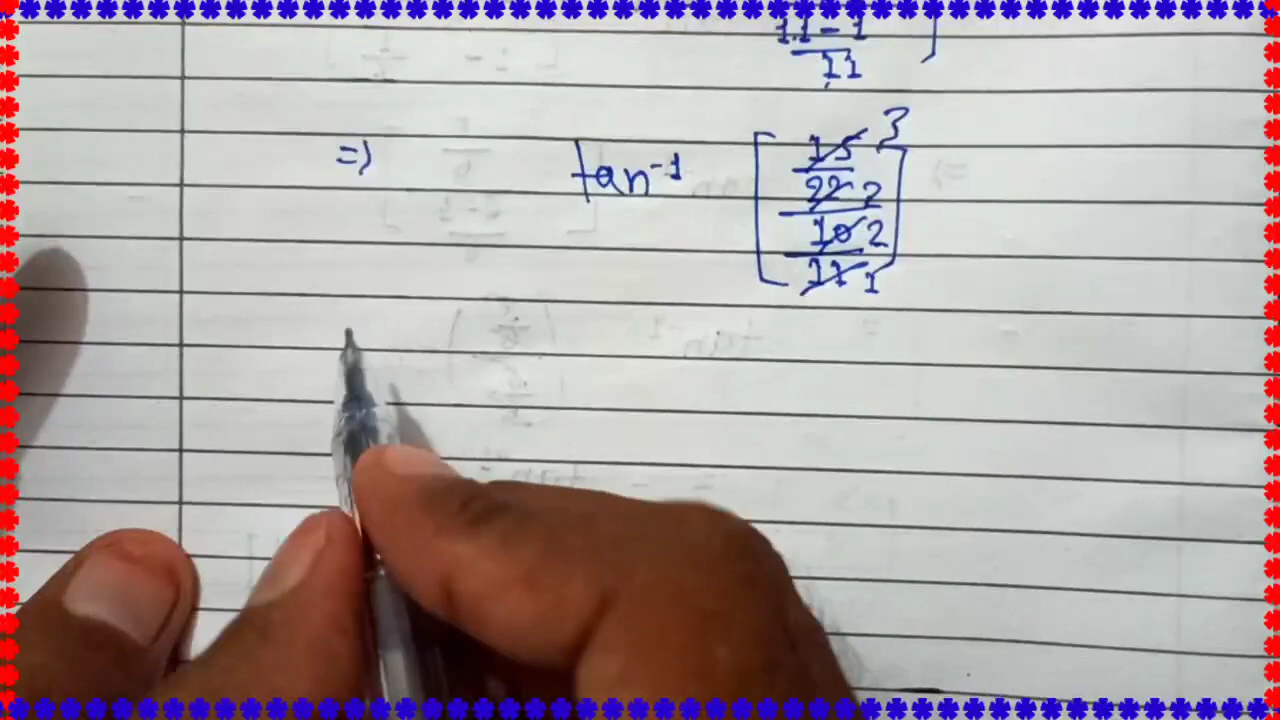 11-1
11
=) tan⁻¹ [ 15 3
22 2
10 2
11 1 ]